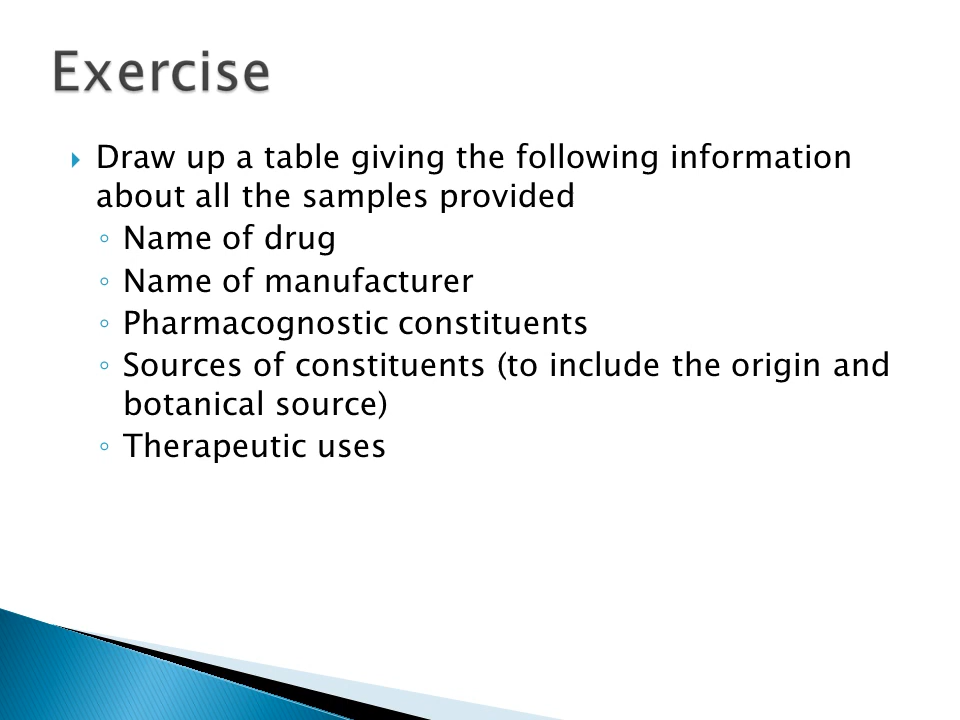 Exercise
Draw up a table giving the following information
about all the samples provided
Name of drug
Name of manufacturer
Pharmacognostic constituents
Sources of constituents (to include the origin and
botanical source)
Therapeutic uses